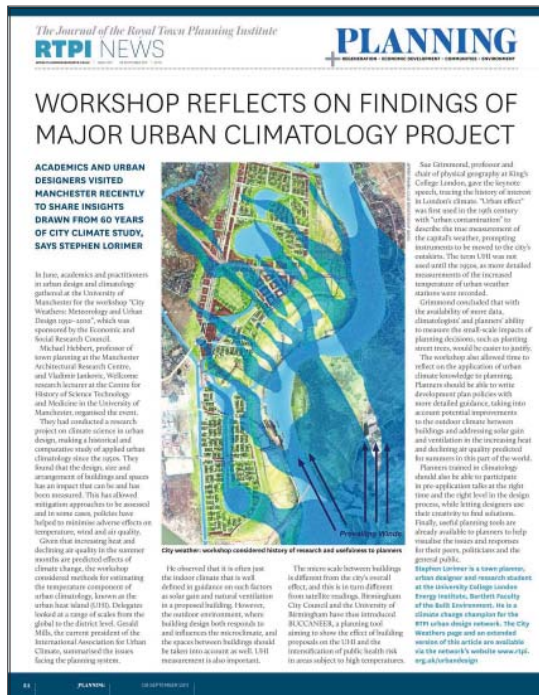 The Journal of the Royal Town Planning Institute
RTPI NEWS
PLANNING
REGENERATION • ECONOMIC DEVELOPMENT • COMMUNITIES • ENVIRONMENT
WORKSHOP REFLECTS ON FINDINGS OF
MAJOR URBAN CLIMATOLOGY PROJECT
ACADEMICS AND URBAN
DESIGNERS VISITED
MANCHESTER RECENTLY
TO SHARE INSIGHTS
DRAWN FROM 60 YEARS
OF CITY CLIMATE STUDY,
SAYS STEPHEN LORIMER
In June, academics and practitioners
in urban design and climatology
gathered at the University of
Manchester for the workshop "City
Weathers: Meteorology and Urban
Design 1950-2010", which was
sponsored by the Economic and
Social Research Council.
Michael Hebbert, professor of
town planning at the Manchester
Architectural Research Centre,
and Vladimir Jankovic, Wellcome
research lecturer at the Centre for
History of Science Technology
and Medicine in the University of
Manchester, organised the event.
They had conducted a research
project on climate science in urban
design, making a historical and
comparative study of applied urban
climatology since the 1950s. They
found that the design, size and
arrangement of buildings and spaces
has an impact that can be and has
been measured. This has allowed
mitigation approaches to be assessed
and in some cases, policies have
helped to minimise adverse effects on
temperature, wind and air quality.
Given that increasing heat and
declining air quality in the summer
months are predicted effects of
climate change, the workshop
considered methods for estimating
the temperature component of
urban climatology, known as the
urban heat island (UHI). Delegates
looked at a range of scales from the
global to the district level. Gerald
Mills, the current president of the
International Association for Urban
Climate, summarised the issues
facing the planning system.
Prevailing Winds
City weather: workshop considered history of research and usefulness to planners
He observed that it is often just
the indoor climate that is well
defined in guidance on such factors
as solar gain and natural ventilation
in a proposed building. However,
the outdoor environment, where
building design both responds to
and influences the microclimate, and
the spaces between buildings should
be taken into account as well. UHI
measurement is also important.
The micro scale between buildings
is different from the city's overall
effect, and this is in turn different
from satellite readings. Birmingham
City Council and the University of
Birmingham have thus introduced
BUCCANEER, a planning tool
aiming to show the effect of building
proposals on the UHI and the
intensification of public health risk
in areas subject to high temperatures.
Sue Grimmond, professor and
chair of physical geography at King's
College London, gave the keynote
speech, tracing the history of interest
in London's climate. "Urban effect"
was first used in the 19th century
with "urban contamination" to
describe the true measurement of
the capital's weather, prompting
instruments to be moved to the city's
outskirts. The term UHI was not
used until the 1950s, as more detailed
measurements of the increased
temperature of urban weather
stations were recorded.
Grimmond concluded that with
the availability of more data,
climatologists' and planners' ability
to measure the small-scale impacts of
planning decisions, such as planting
street trees, would be easier to justify.
The workshop also allowed time to
reflect on the application of urban
climate knowledge to planning.
Planners should be able to write
development plan policies with
more detailed guidance, taking into
account potential improvements
to the outdoor climate between
buildings and addressing solar gain
and ventilation in the increasing heat
and declining air quality predicted
for summers in this part of the world.
Planners trained in climatology
should also be able to participate
in pre-application talks at the right
time and the right level in the design
process, while letting designers use
their creativity to find solutions.
Finally, useful planning tools are
already available to planners to help
visualise the issues and responses
for their peers, politicians and the
general public.
Stephen Lorimer is a town planner,
urban designer and research student
at the University College London
Energy Institute, Bartlett Faculty
of the Built Environment. He is a
climate change champion for the
RTPI urban design network. The City
Weathers page and an extended
version of this article are available
via the network's website www.rtpi.
org.uk/urbandesign
PLANNING